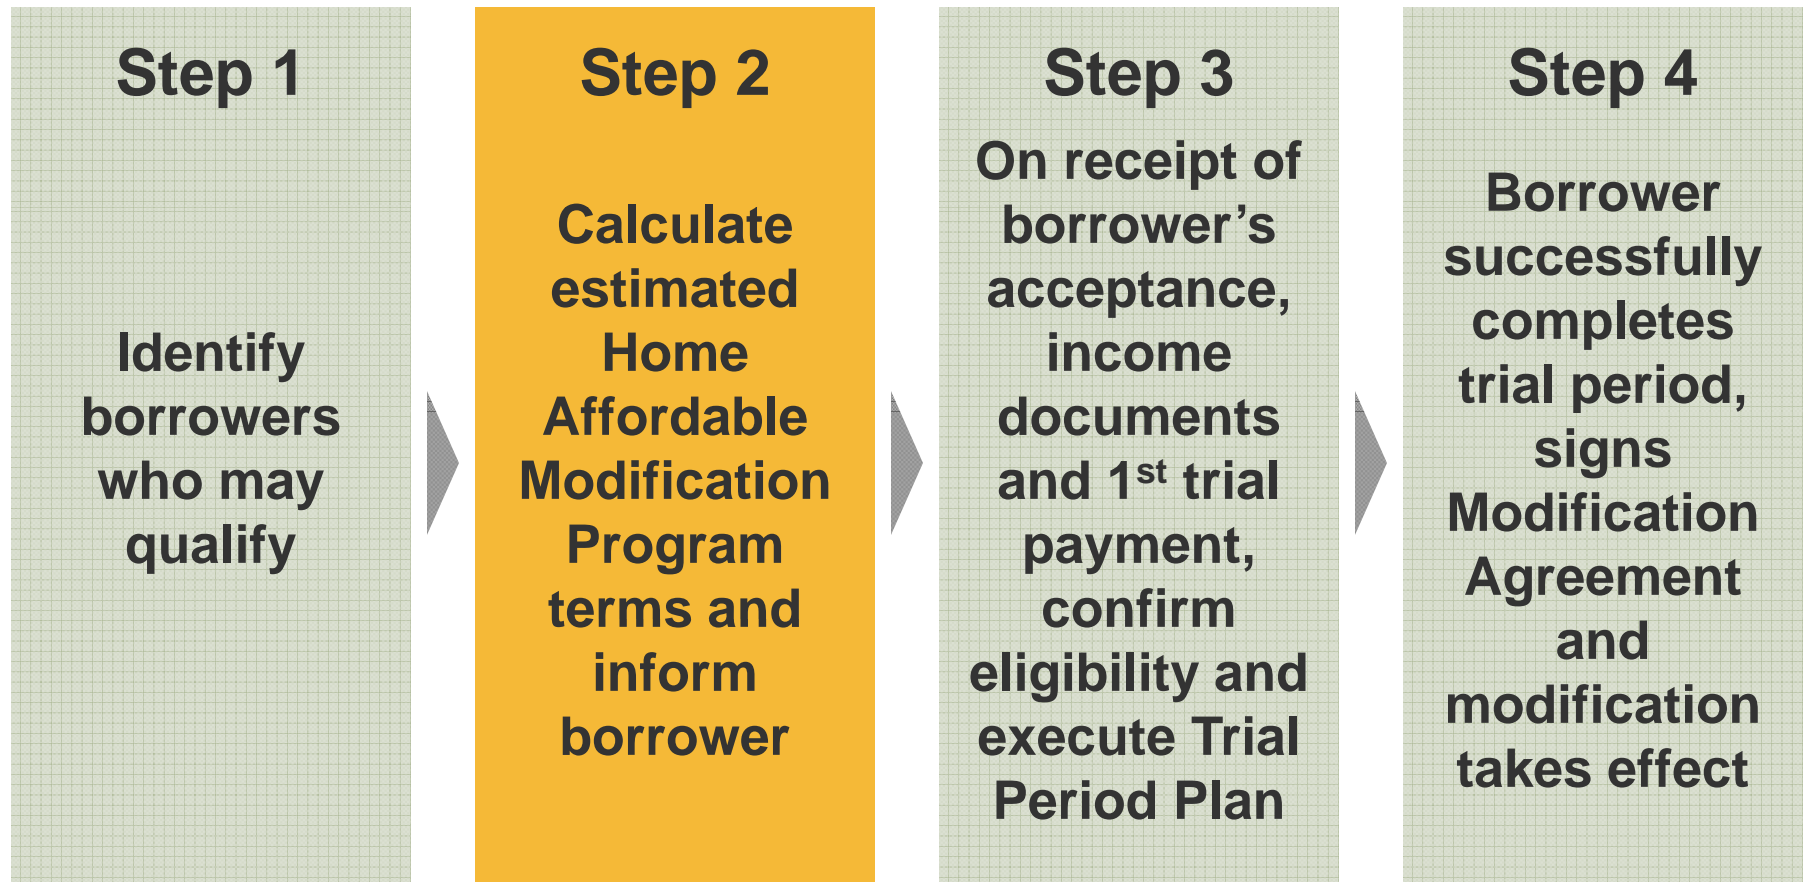 Step 1
Identify
borrowers
who may
qualify
Step 2
Calculate
estimated
Home
Affordable
Modification
Program
terms and
inform
borrower
Step 3
On receipt of
borrower’s
acceptance,
income
documents
and 1st trial
payment,
confirm
eligibility and
execute Trial
Period Plan
Step 4
Borrower
successfully
completes
trial period,
signs
Modification
Agreement
and
modification
takes effect